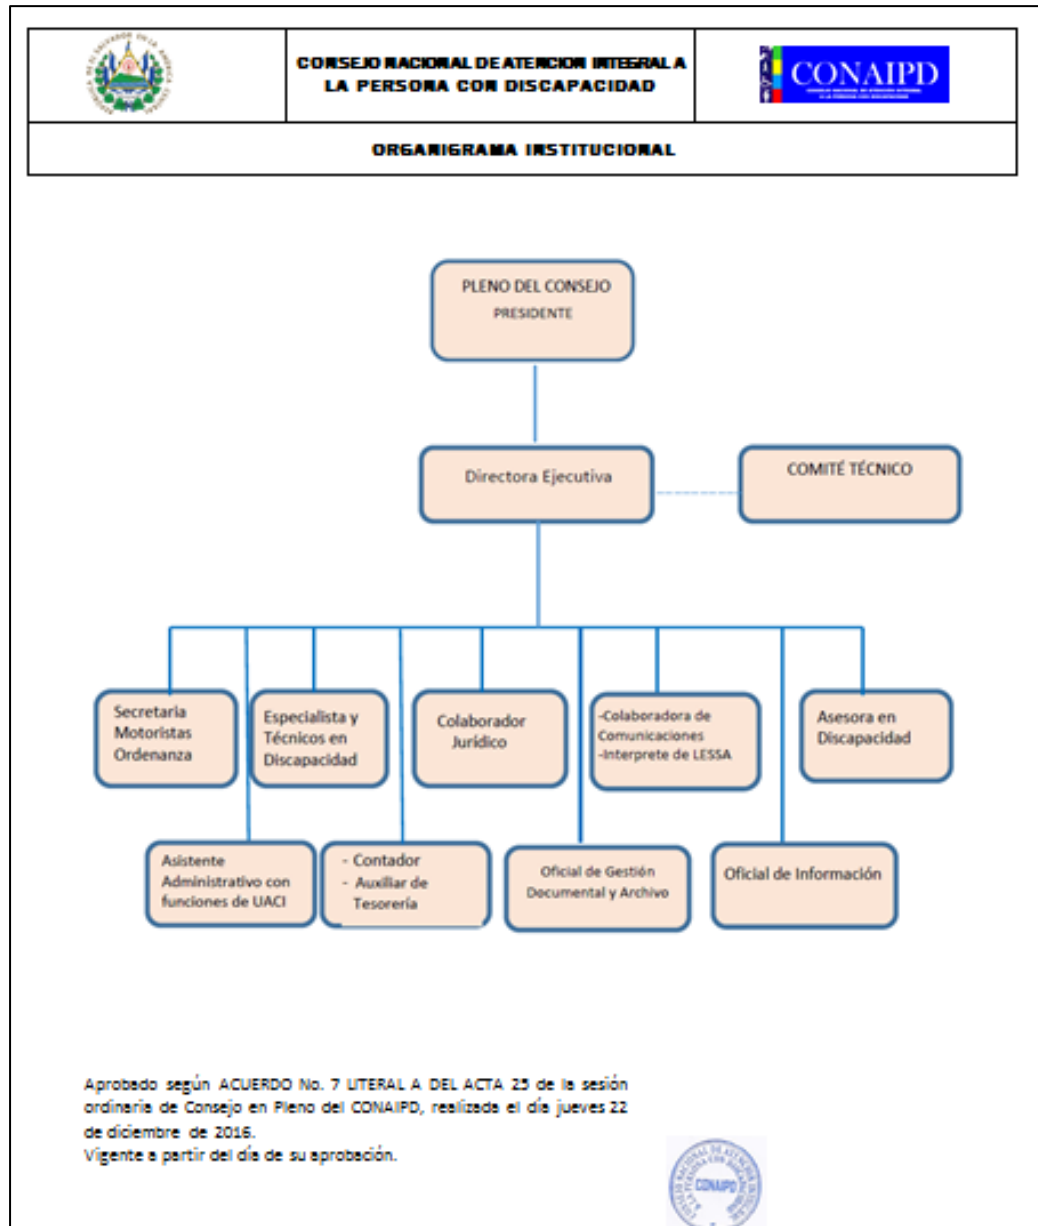 CONSEJO NACIONAL DE ATENCION INTEGRAL A
LA PERSONA CON DISCAPACIDAD
CONAIPD
ORGANIGRAMA INSTITUCIONAL
PLENO DEL CONSEJO
PRESIDENTE
Directora Ejecutiva
COMITÉ TÉCNICO
Secretaria
Motoristas
Ordenanza
Especialista y
Técnicos en
Discapacidad
Colaborador
Jurídico
-Colaboradora de
Comunicaciones
-Interprete de LESSA
Asesora en
Discapacidad
Asistente
Administrativo con
funciones de UACI
- Contador
- Auxiliar de
Tesorería
Oficial de Gestión
Documental y Archivo
Oficial de Información
Aprobado según ACUERDO No. 7 LITERAL A DEL ACTA 25 de la sesión
ordinaria de Consejo en Pleno del CONAIPD, realizada el día jueves 22
de diciembre de 2016.
Vigente a partir del día de su aprobación.
CONAIPD